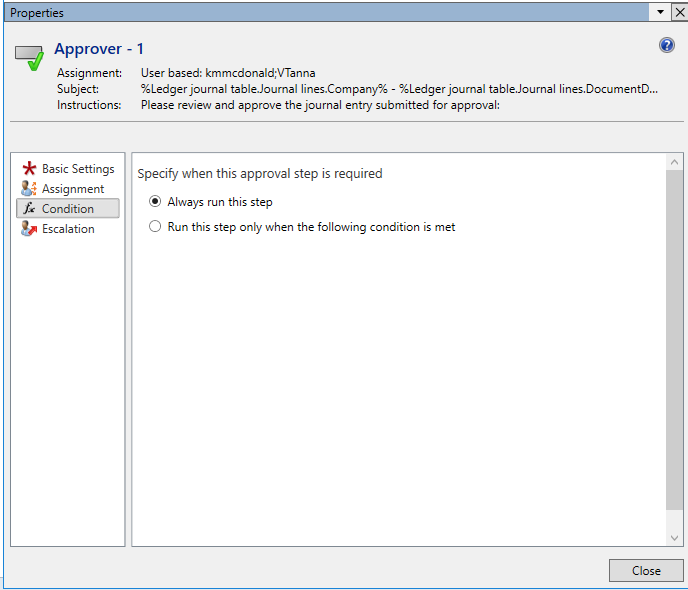 Properties
Approver - 1
Assignment: User based: kmmcdonald;VTanna
Subject: %Ledger journal table.Journal lines.Company% - %Ledger journal table.Journal lines.DocumentD...
Instructions: Please review and approve the journal entry submitted for approval:
Basic Settings
Assignment
fx Condition
Escalation
Specify when this approval step is required
Always run this step
Run this step only when the following condition is met
Close